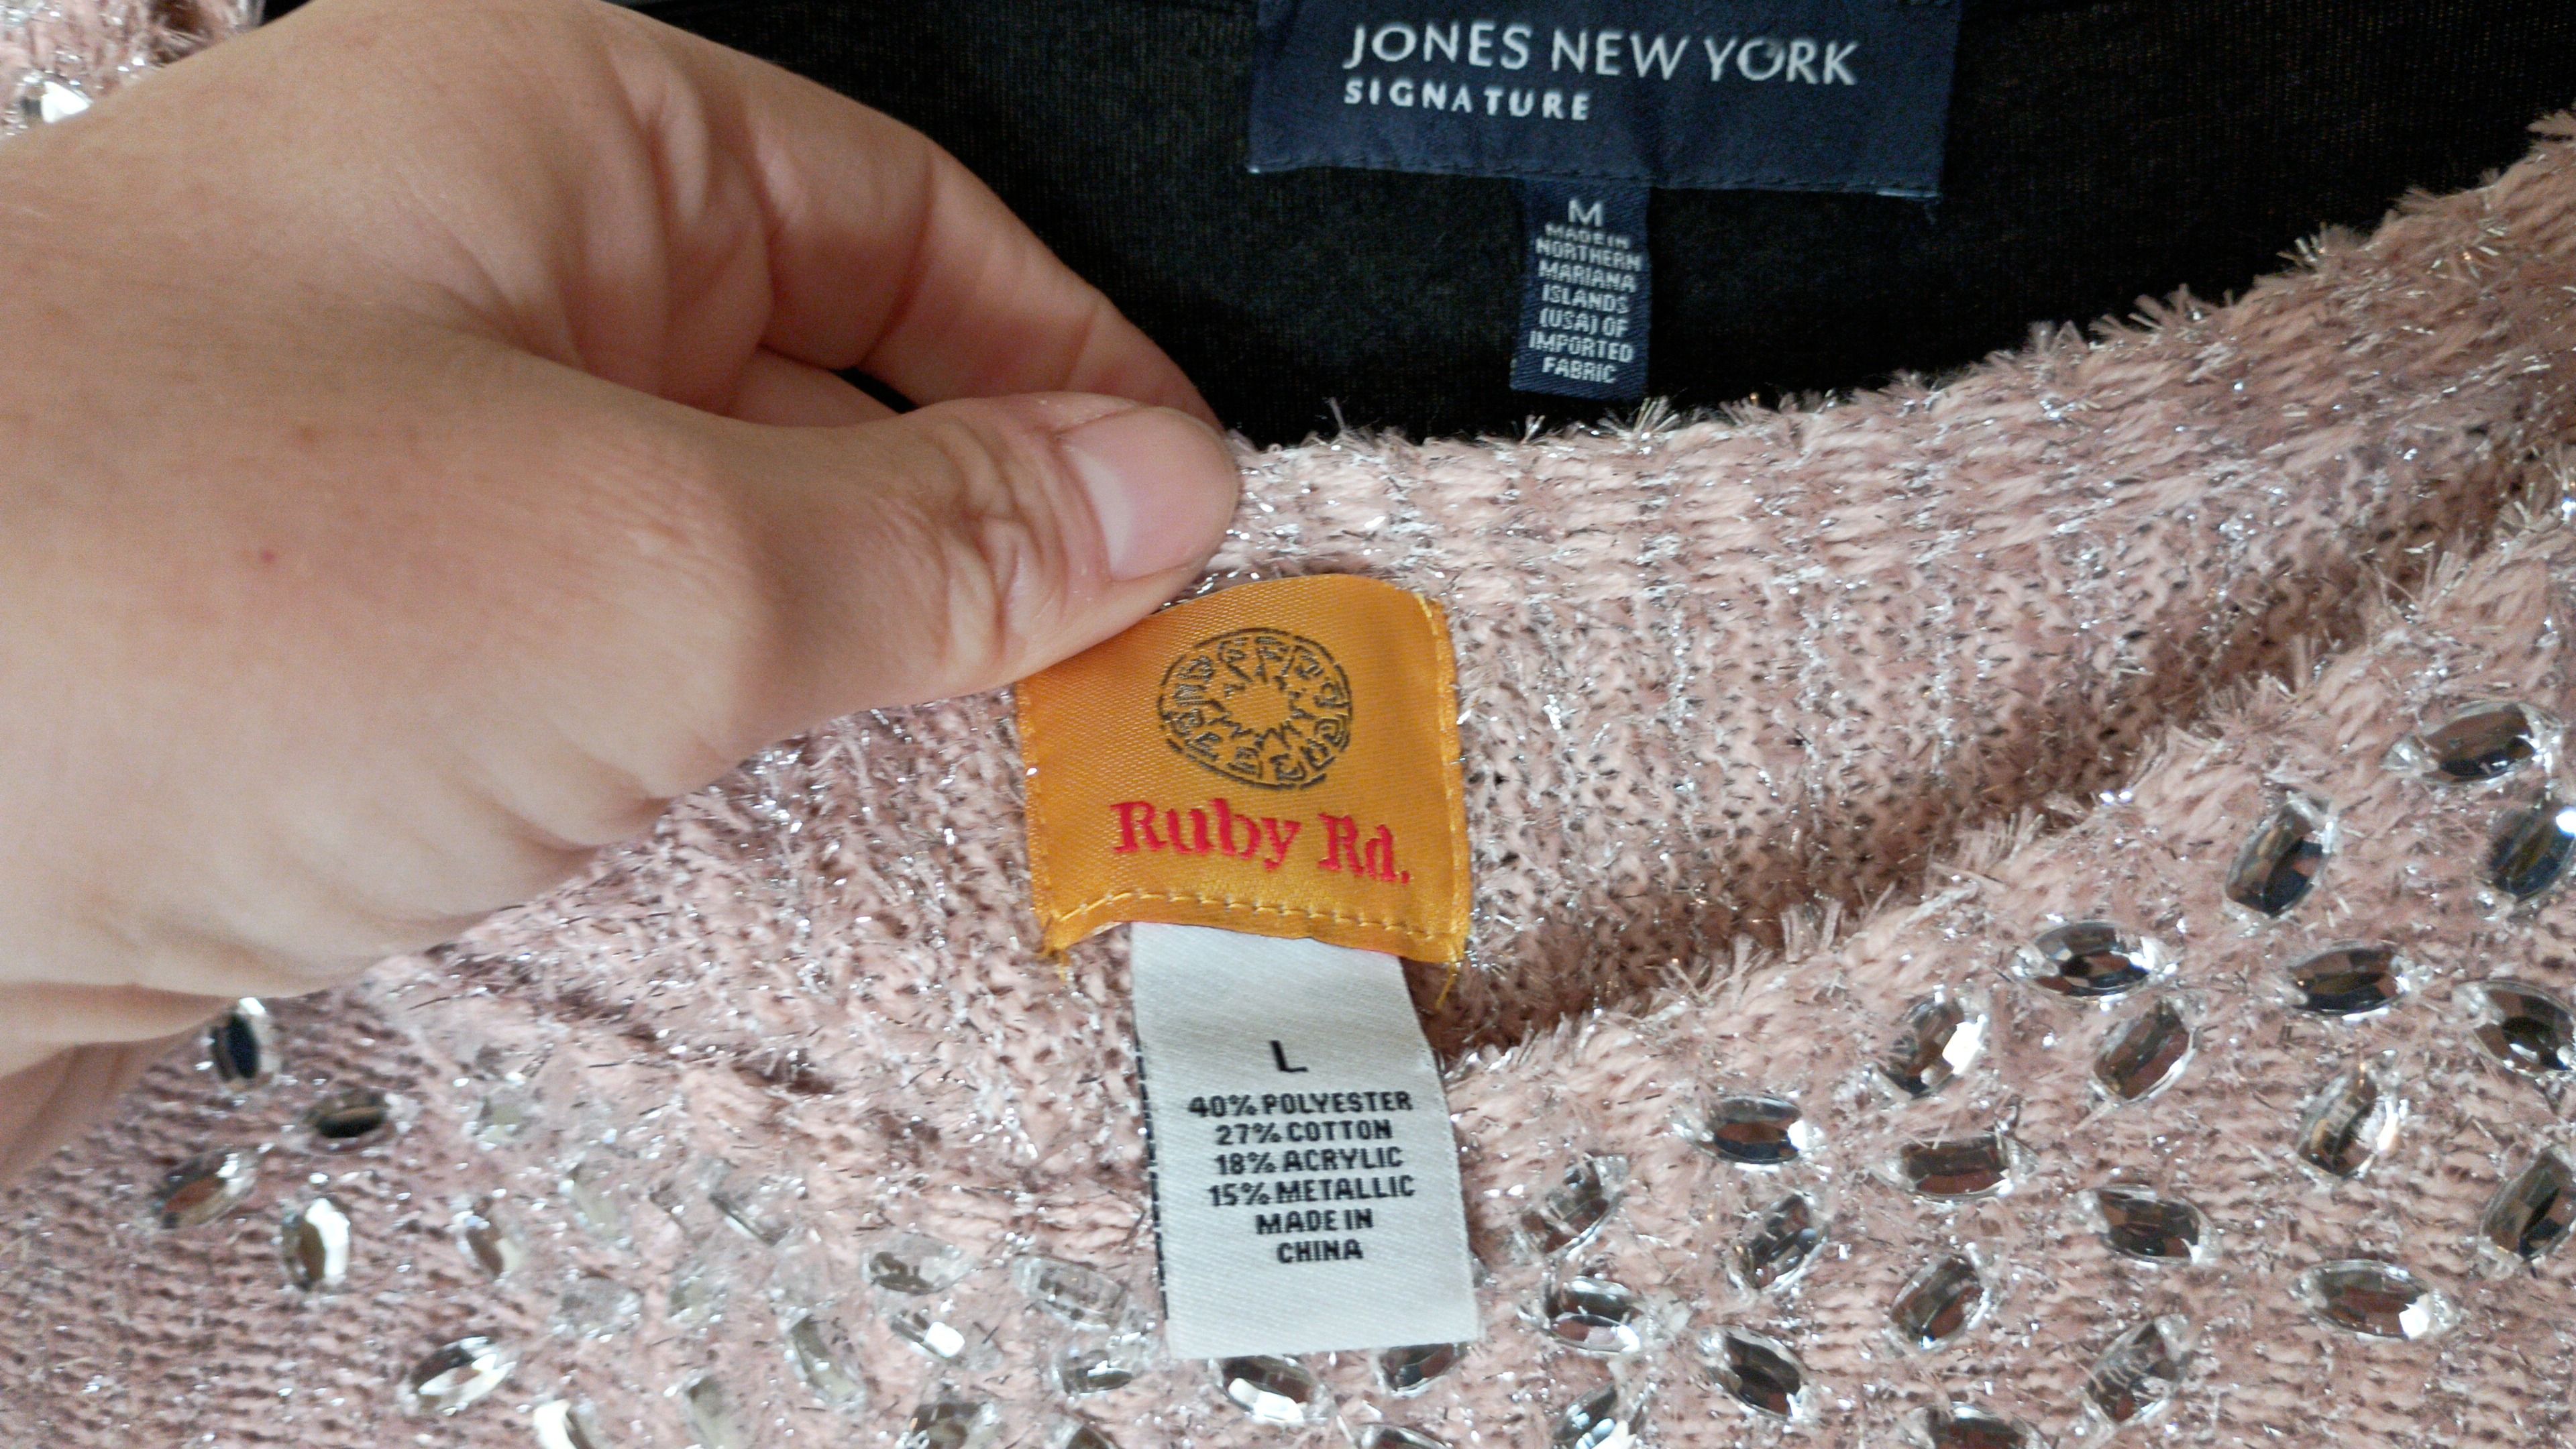 JONES NEW YORK
SIGNATURE
M
MADE IN
NORTHERN
MARIANA
ISLANDS
(USA) OF
IMPORTED
FABRIC
Ruby Rd.
L
40% POLYESTER
27% COTTON
18% ACRYLIC
15% METALLIC
MADE IN
CHINA